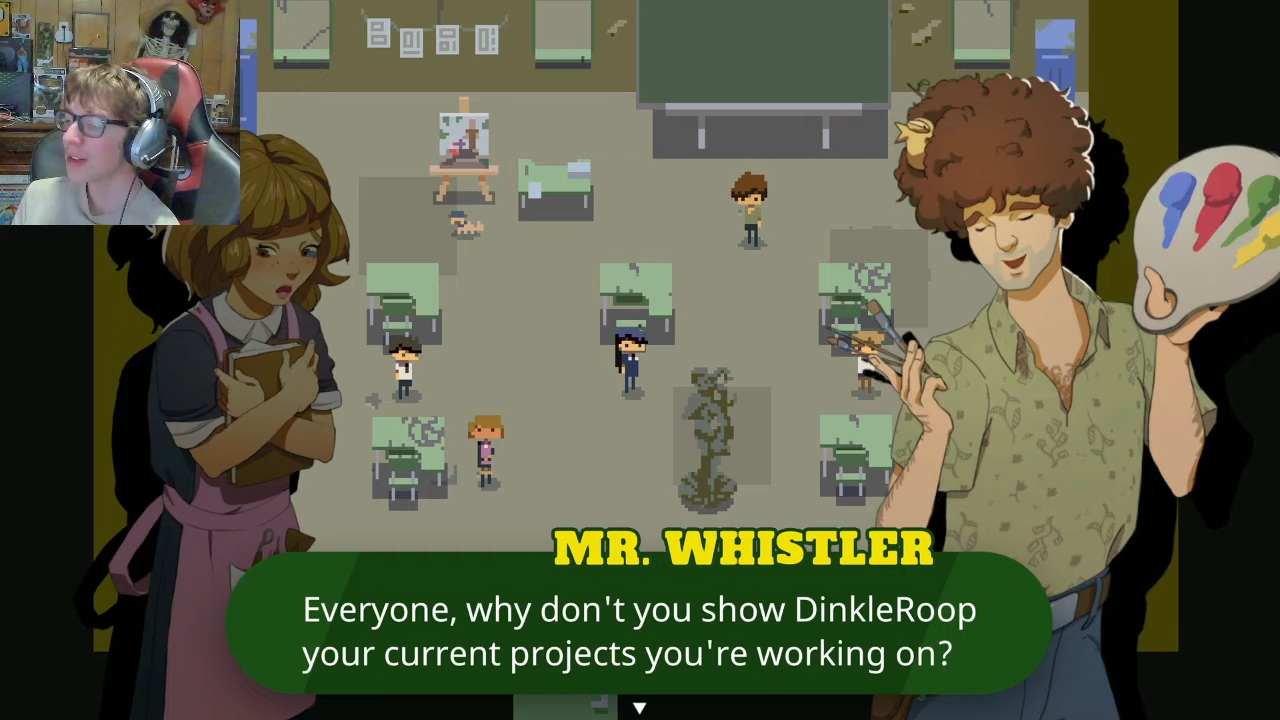 MR. WHISTLER
Everyone, why don't you show DinkleRoop
your current projects you're working on?